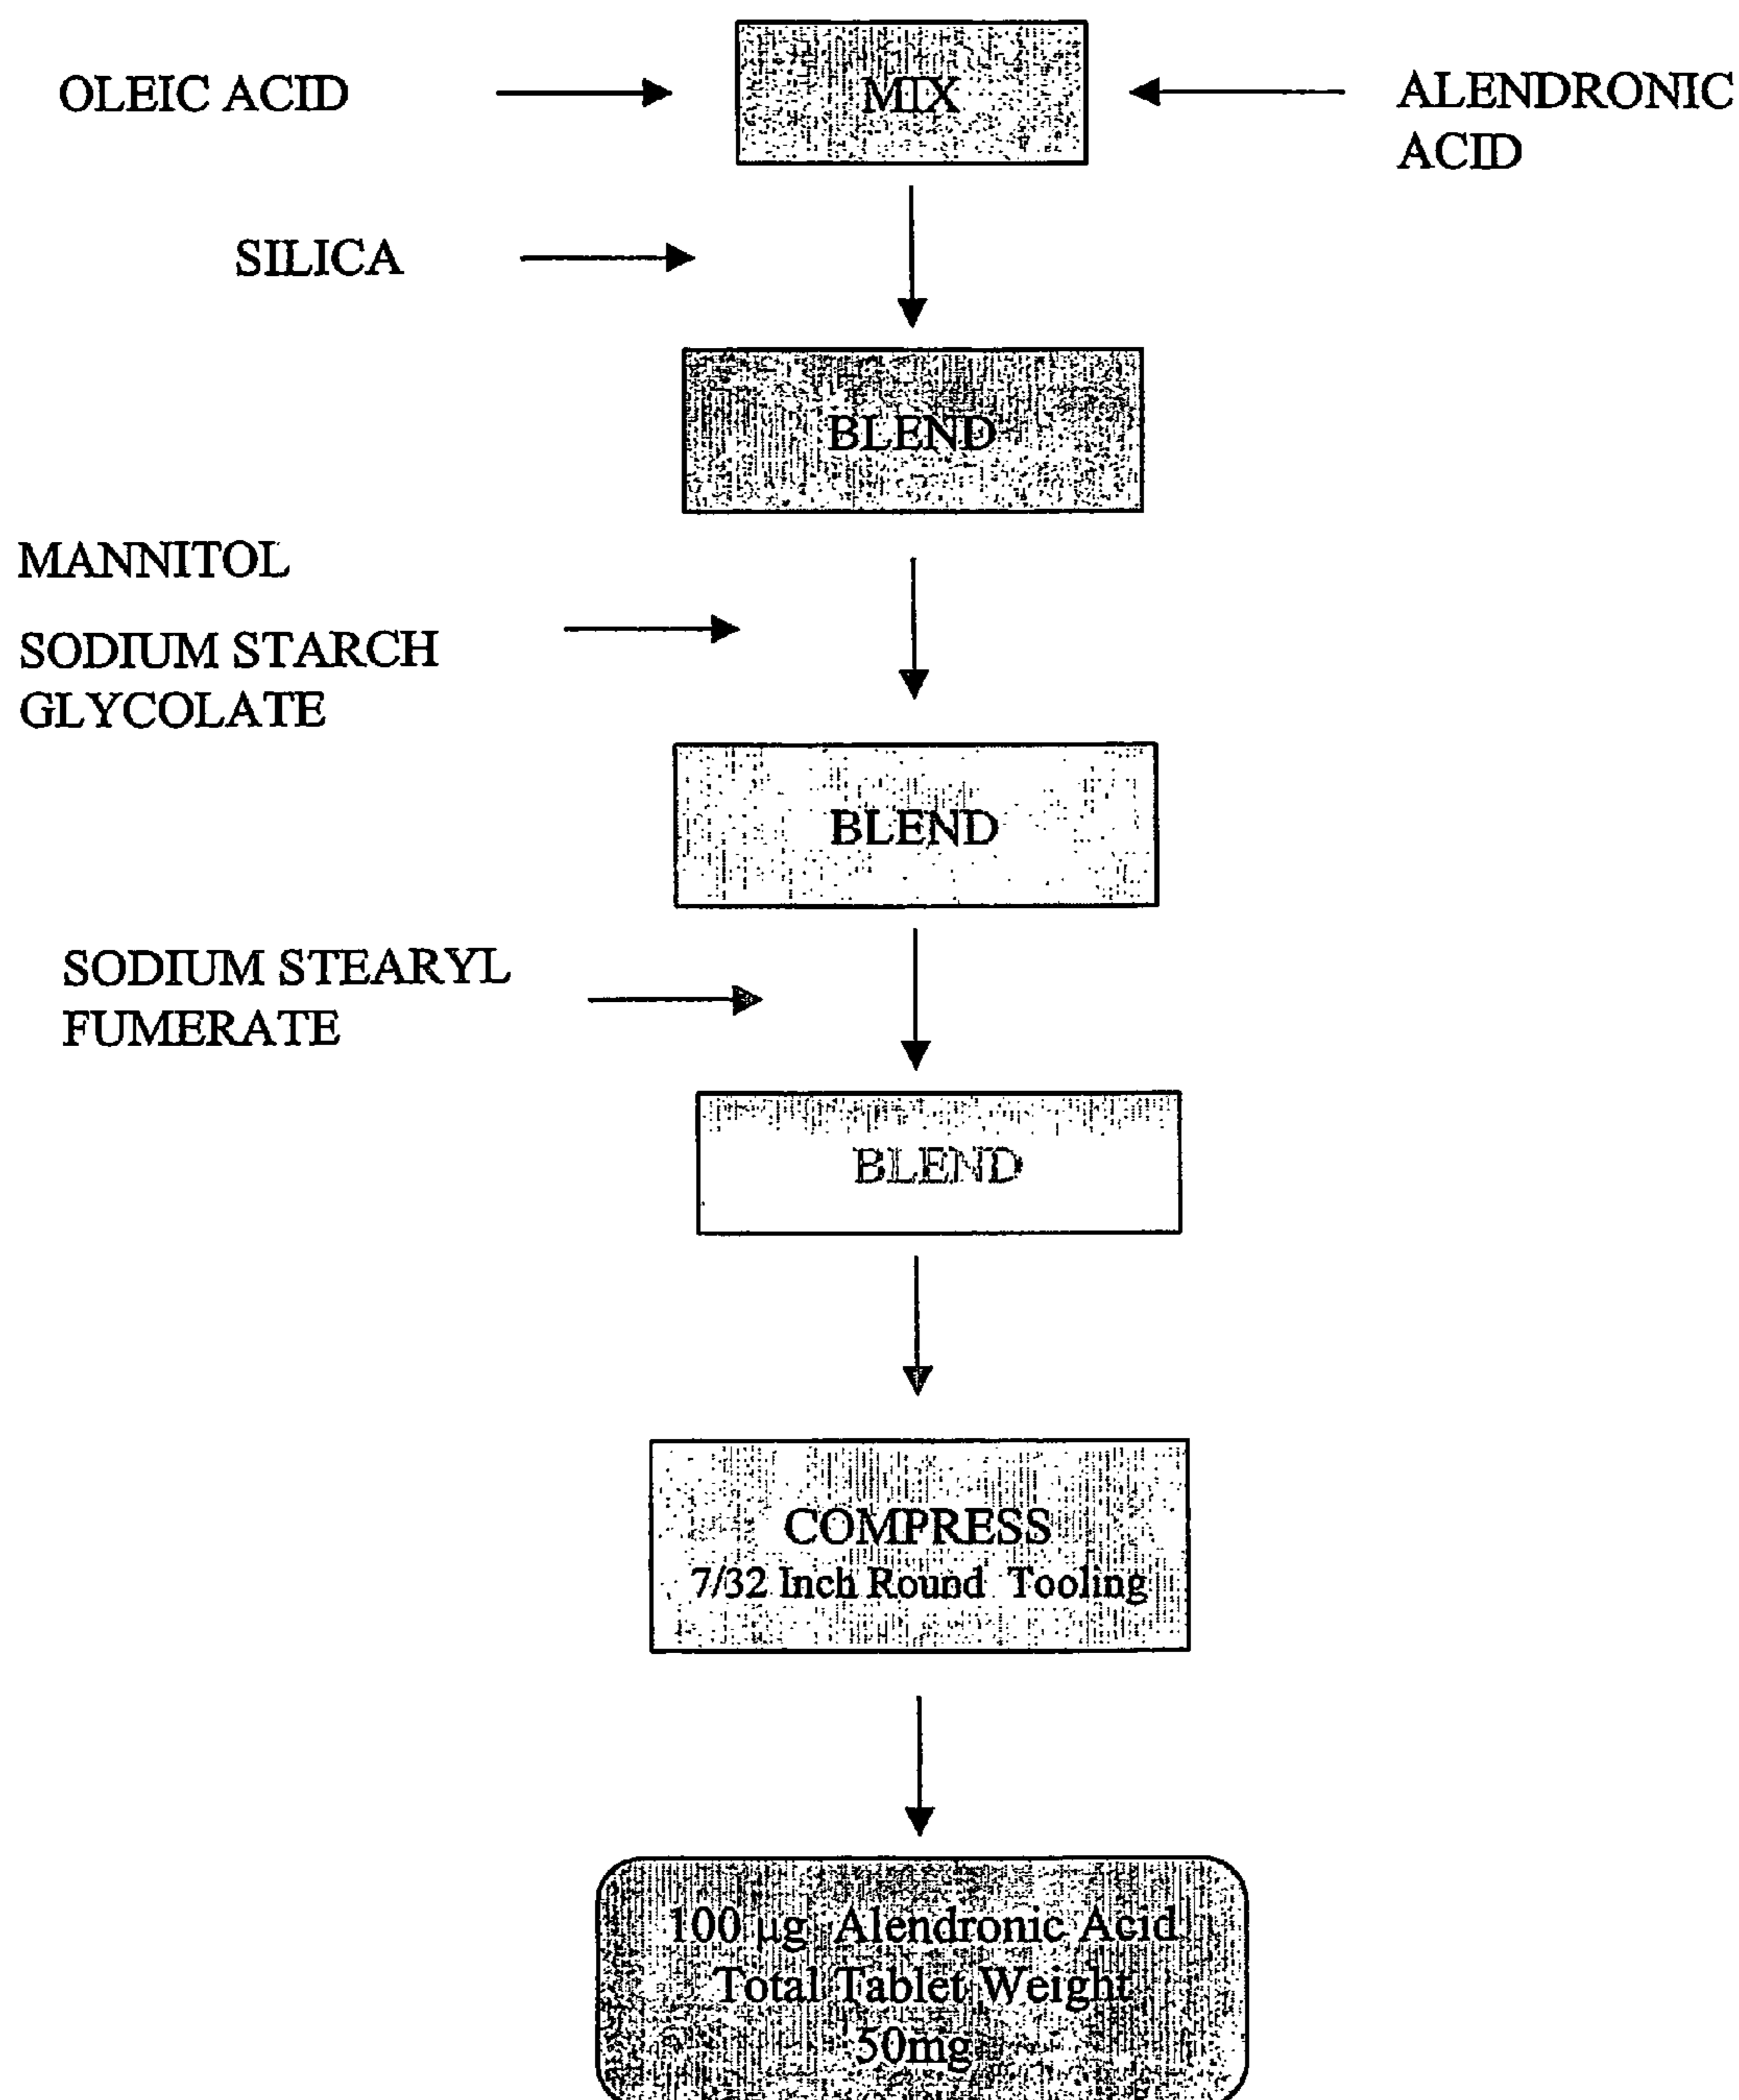 OLEIC ACID
MIX
ALENDRONIC
ACID
SILICA
BLEND
MANNITOL
SODIUM STARCH
GLYCOLATE
BLEND
SODIUM STEARYL
FUMERATE
BLEND
COMPRESS
7/32 Inch Round Tooling
100 µg Alendronic Acid
Total Tablet Weight
50mg